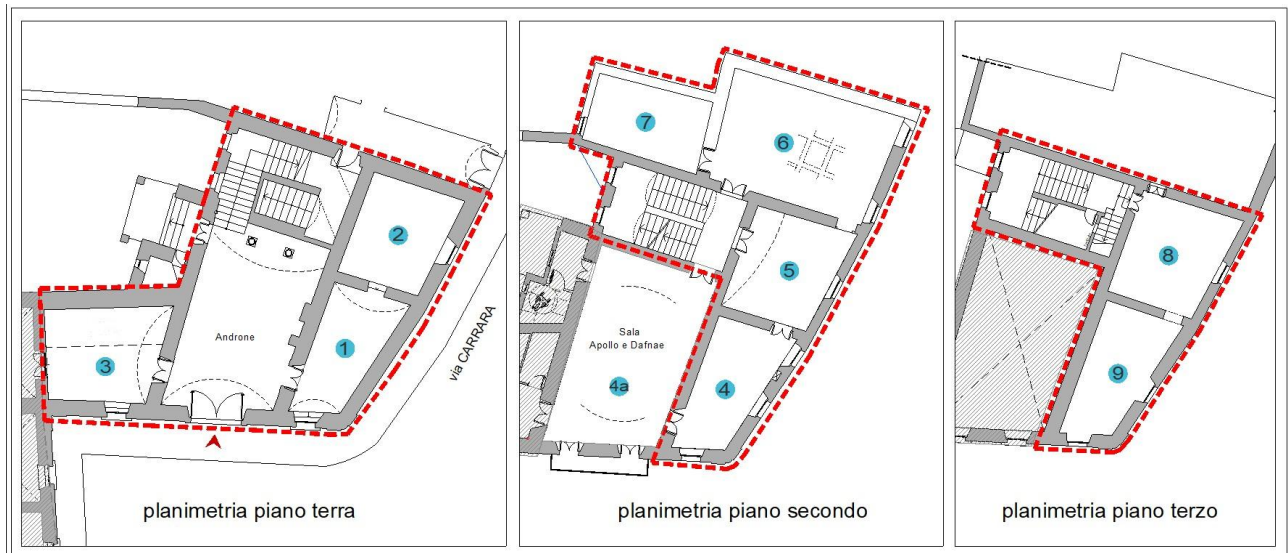 2
1
3
Androne
via CARRARA
planimetria piano terra
7
6
5
Sala
Apollo e Dafnae
4a
4
planimetria piano secondo
8
9
planimetria piano terzo